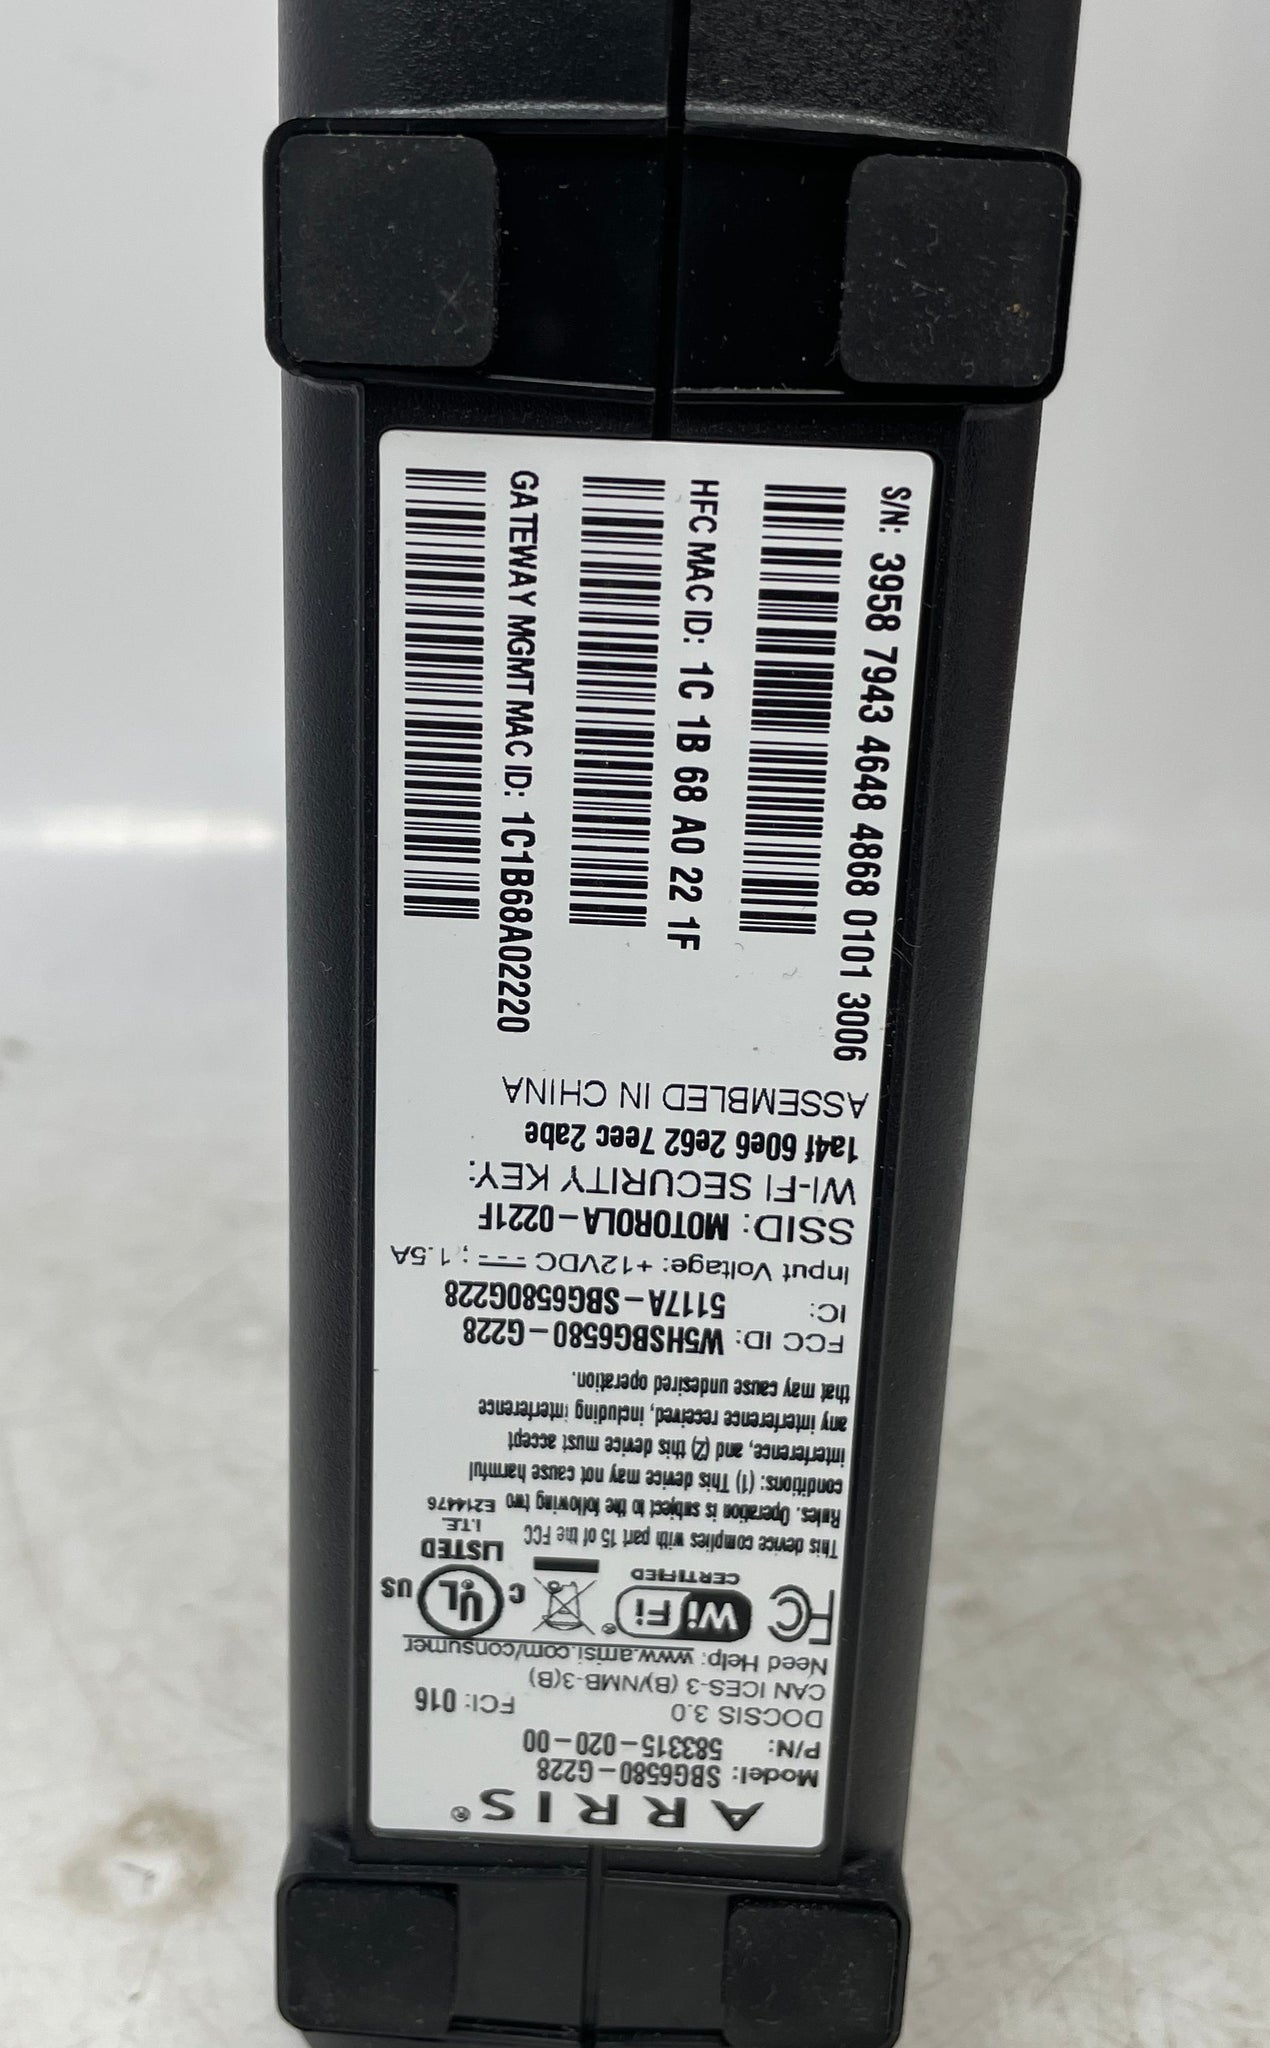 ARRIS®
Model: SBG6580-G228
P/N: 583315-020-00
DOCSIS 3.0 FCI: 016
CAN ICES-3 (B)/NMB-3(B)
Need Help: www.arrisi.com/consumer
FC Wi Fi ® CERTIFIED C UL US LISTED
I.T.E. E214476
This device complies with part 15 of the FCC
Rules. Operation is subject to the following two
conditions: (1) This device may not cause harmful
interference, and (2) this device must accept
any interference received, including interference
that may cause undesired operation.
FCC ID: W5HSBG6580-G228
IC: 5117A-SBG6580G228
Input Voltage: +12VDC ⎓; 1.5A
SSID: MOTOROLA-0221F
WI-FI SECURITY KEY:
1a4f 60e6 2e62 7eec 2abe
ASSEMBLED IN CHINA
S/N: 3958 7943 4648 4868 0101 3006
HFC MAC ID: 1C 1B 68 A0 22 1F
GATEWAY MGMT MAC ID: 1C1B68A02220